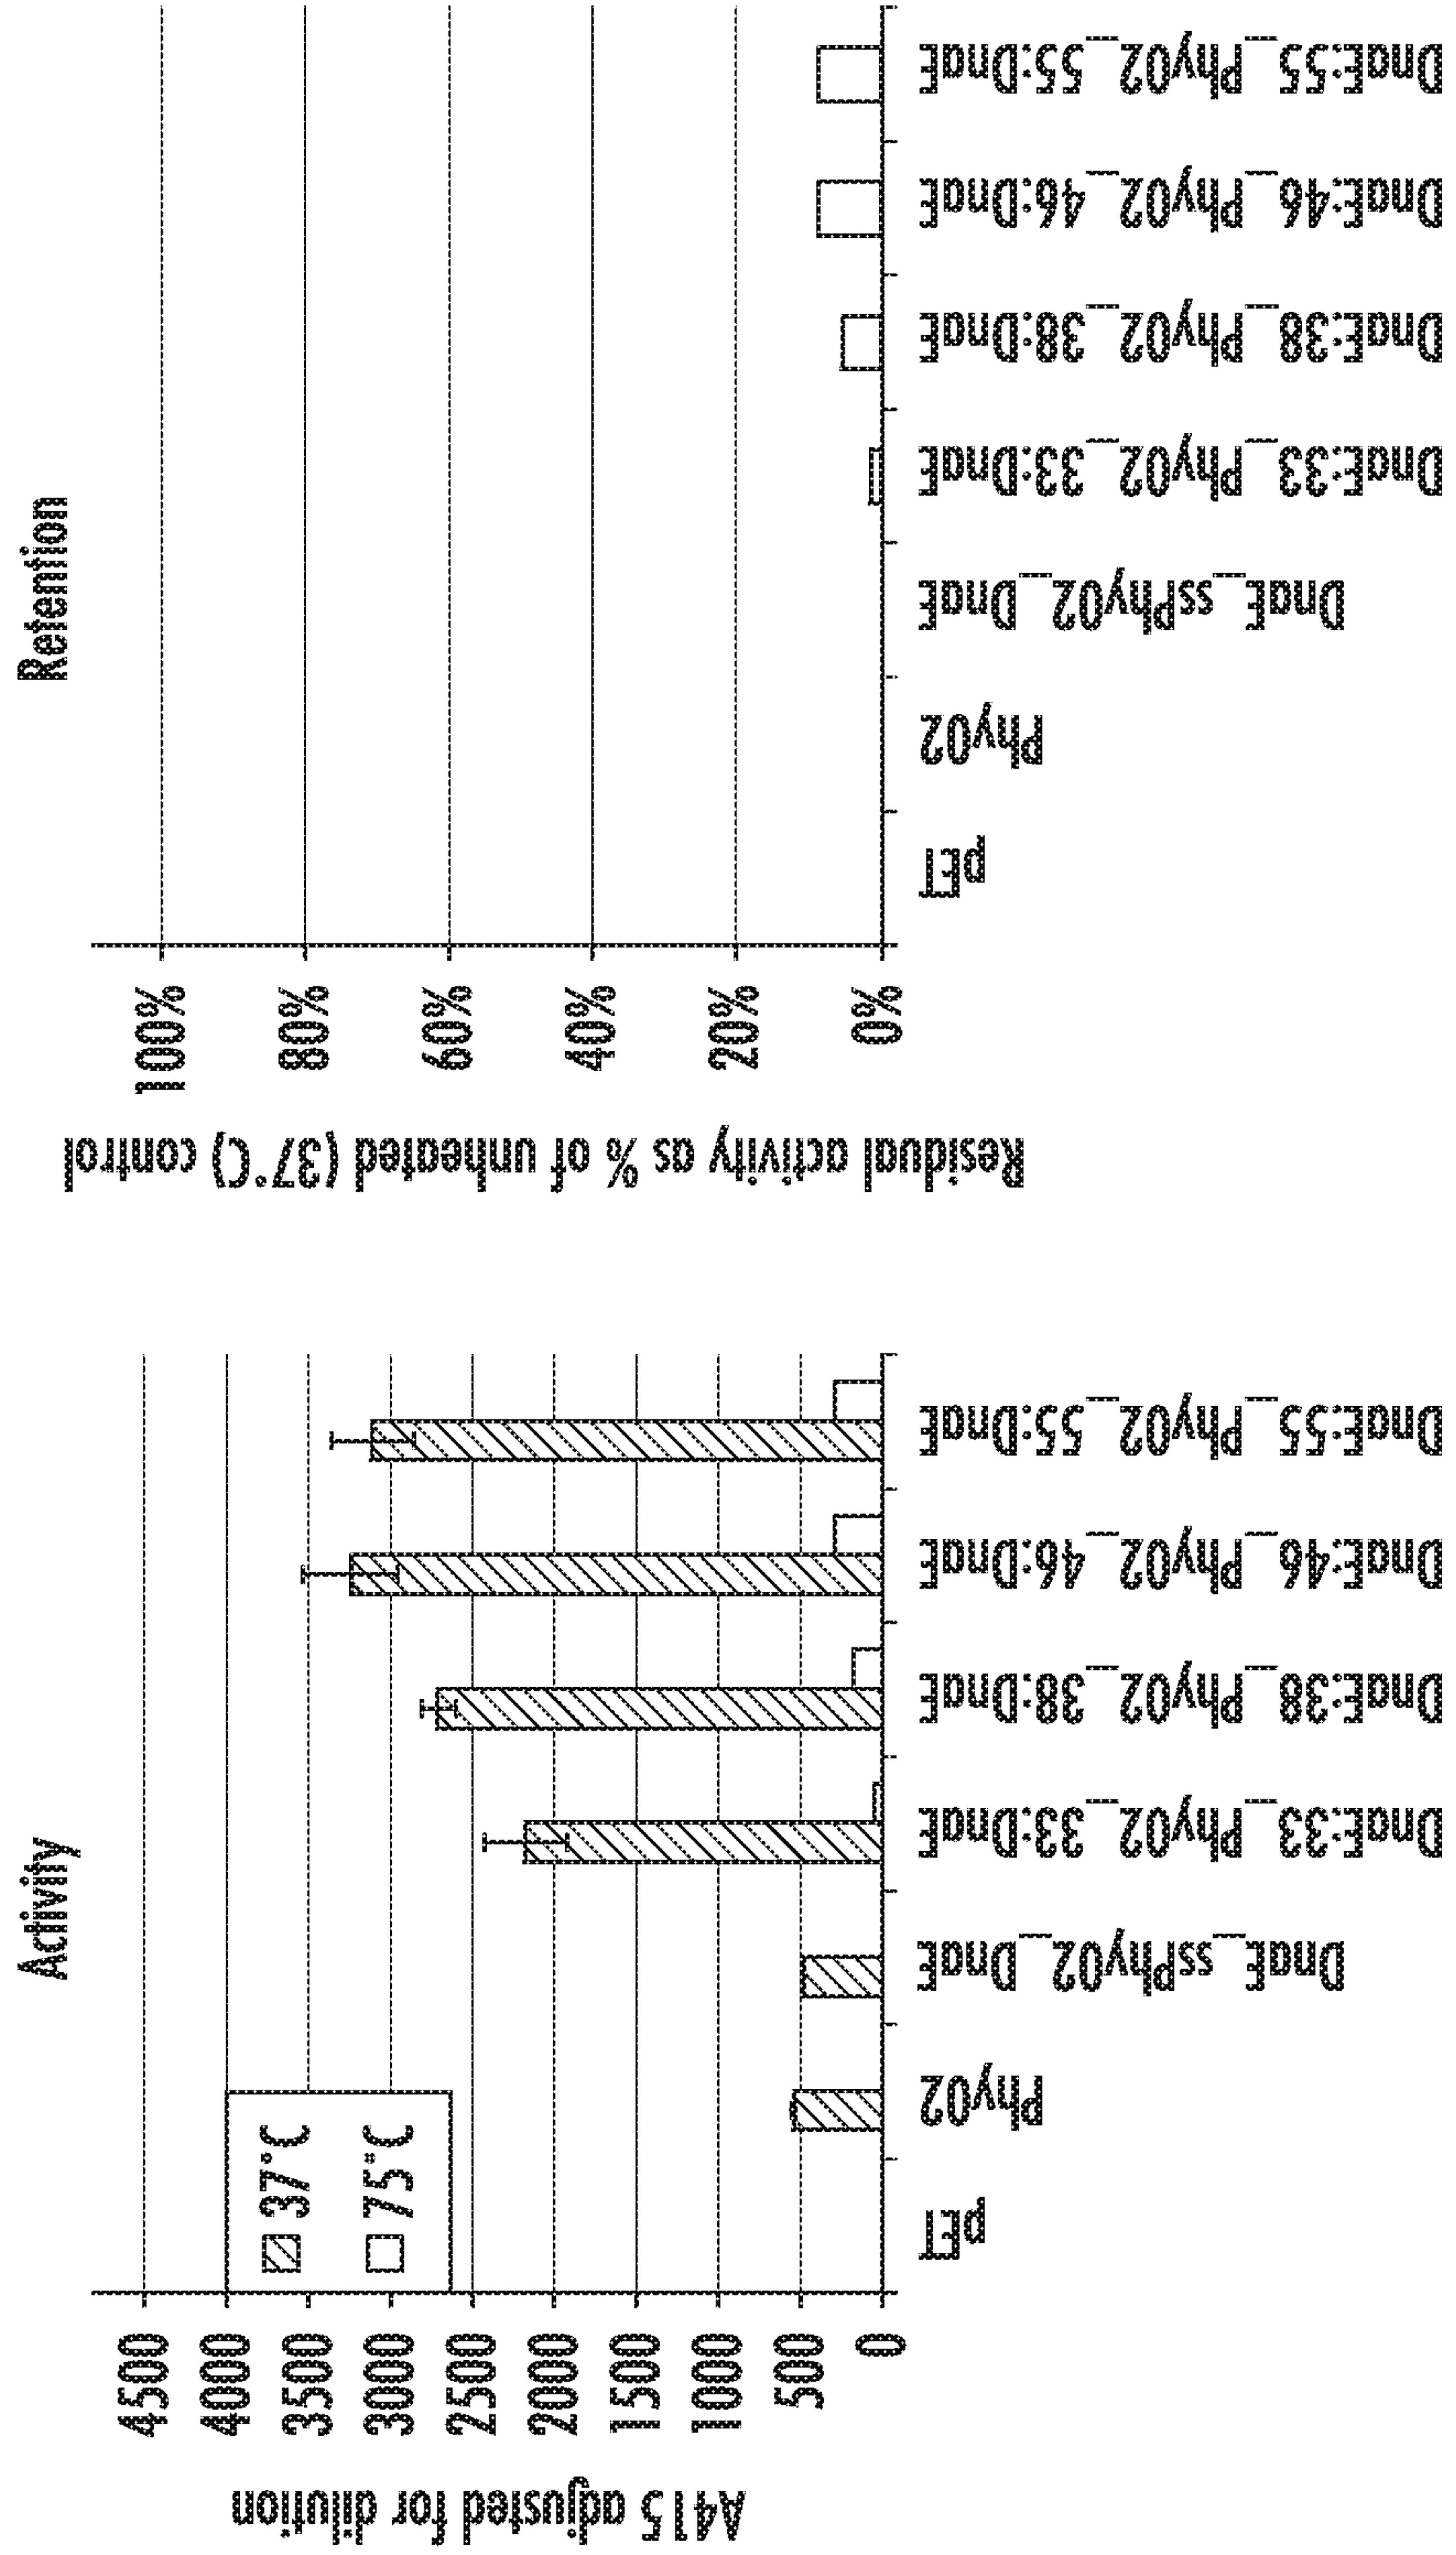 Activity
A415 adjusted for dilution
4500
4000
3500
3000
2500
2000
1500
1000
500
0
37°C
75°C
pET
Phy02
DnaE_ssPhy02_DnaE
DnaE:33_Phy02_33:DnaE
DnaE:38_Phy02_38:DnaE
DnaE:46_Phy02_46:DnaE
DnaE:55_Phy02_55:DnaE
Retention
Residual activity as % of unheated (37°C) control
100%
80%
60%
40%
20%
0%
pET
Phy02
DnaE_ssPhy02_DnaE
DnaE:33_Phy02_33:DnaE
DnaE:38_Phy02_38:DnaE
DnaE:46_Phy02_46:DnaE
DnaE:55_Phy02_55:DnaE